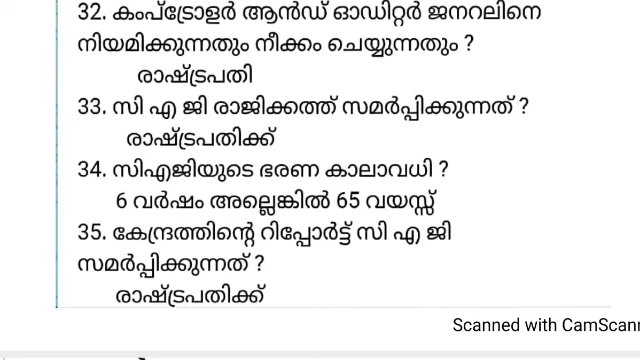 32. കംപ്ട്രോളർ ആൻഡ് ഓഡിറ്റർ ജനറലിനെ
നിയമിക്കുന്നതും നീക്കം ചെയ്യുന്നതും ?
രാഷ്ട്രപതി
33. സി എ ജി രാജിക്കത്ത് സമർപ്പിക്കുന്നത് ?
രാഷ്ട്രപതിക്ക്
34. സിഎജിയുടെ ഭരണ കാലാവധി ?
6 വർഷം അല്ലെങ്കിൽ 65 വയസ്സ്
35. കേന്ദ്രത്തിന്റെ റിപ്പോർട്ട് സി എ ജി
സമർപ്പിക്കുന്നത് ?
രാഷ്ട്രപതിക്ക്
Scanned with CamScann